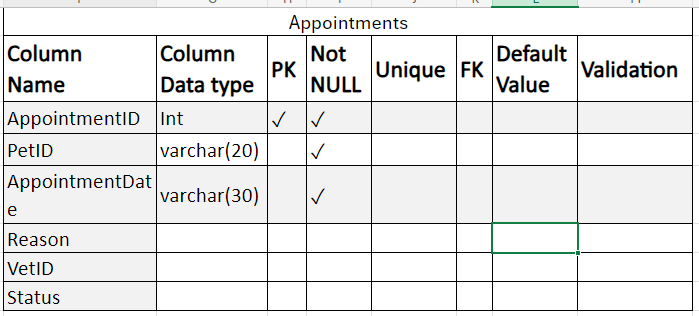 Appointments
Column Name Column Data type PK Not NULL Unique FK Default Value Validation
AppointmentID Int ✓ ✓
PetID varchar(20) ✓
AppointmentDate varchar(30) ✓
Reason
VetID
Status